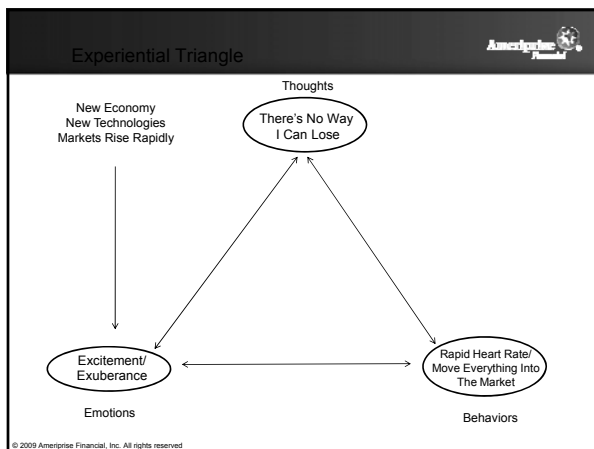 Experiential Triangle
Ameriprise
Financial
Thoughts
New Economy
New Technologies
Markets Rise Rapidly
There's No Way
I Can Lose
Excitement/
Exuberance
Rapid Heart Rate/
Move Everything Into
The Market
Emotions
Behaviors
© 2009 Ameriprise Financial, Inc. All rights reserved